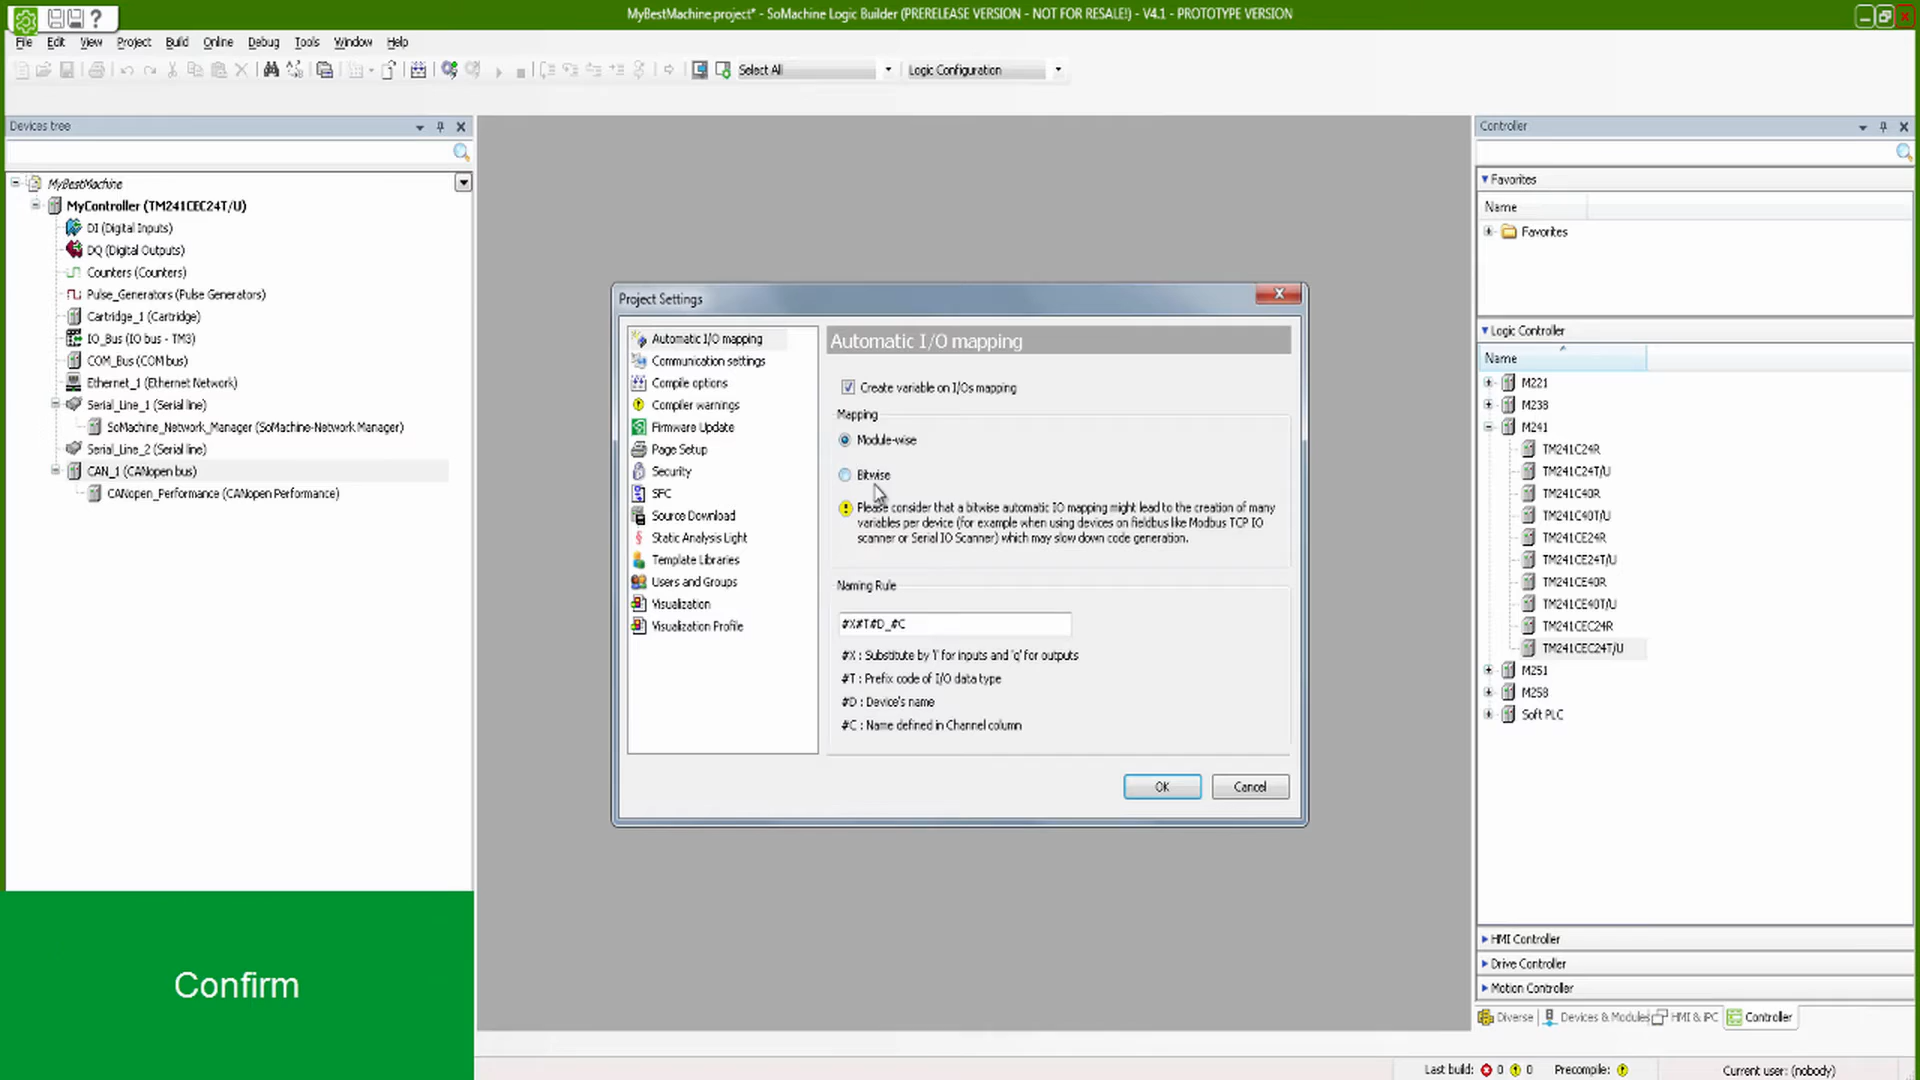 MyBestMachine.project* - SoMachine Logic Builder (PRERELEASE VERSION - NOT FOR RESALE!) - V4.1 - PROTOTYPE VERSION
File Edit View Project Build Online Debug Tools Window Help
Select All
Logic Configuration
Devices tree
MyBestMachine
MyController (TM241CEC24T/U)
DI (Digital Inputs)
DQ (Digital Outputs)
Counters (Counters)
Pulse_Generators (Pulse Generators)
Cartridge_1 (Cartridge)
IO_Bus (IO bus - TM3)
COM_Bus (COM bus)
Ethernet_1 (Ethernet Network)
Serial_Line_1 (Serial line)
SoMachine_Network_Manager (SoMachine-Network Manager)
Serial_Line_2 (Serial line)
CAN_1 (CANopen bus)
CANopen_Performance (CANopen Performance)
Confirm
Project Settings
Automatic I/O mapping
Communication settings
Compile options
Compiler warnings
Firmware Update
Page Setup
Security
SFC
Source Download
Static Analysis Light
Template Libraries
Users and Groups
Visualization
Visualization Profile
Automatic I/O mapping
Create variable on I/Os mapping
Mapping
Module-wise
Bitwise
Please consider that a bitwise automatic IO mapping might lead to the creation of many
variables per device (for example when using devices on fieldbus like Modbus TCP IO
scanner or Serial IO Scanner) which may slow down code generation.
Naming Rule
#X#T#D_#C
#X : Substitute by 'i' for inputs and 'q' for outputs
#T : Prefix code of I/O data type
#D : Device's name
#C : Name defined in Channel column
OK
Cancel
Controller
Favorites
Name
Favorites
Logic Controller
Name
M221
M238
M241
TM241C24R
TM241C24T/U
TM241C40R
TM241C40T/U
TM241CE24R
TM241CE24T/U
TM241CE40R
TM241CE40T/U
TM241CEC24R
TM241CEC24T/U
M251
M258
Soft PLC
HMI Controller
Drive Controller
Motion Controller
Diverse
Devices & Modules
HMI & iPC
Controller
Last build: 0 0 Precompile: Current user: (nobody)